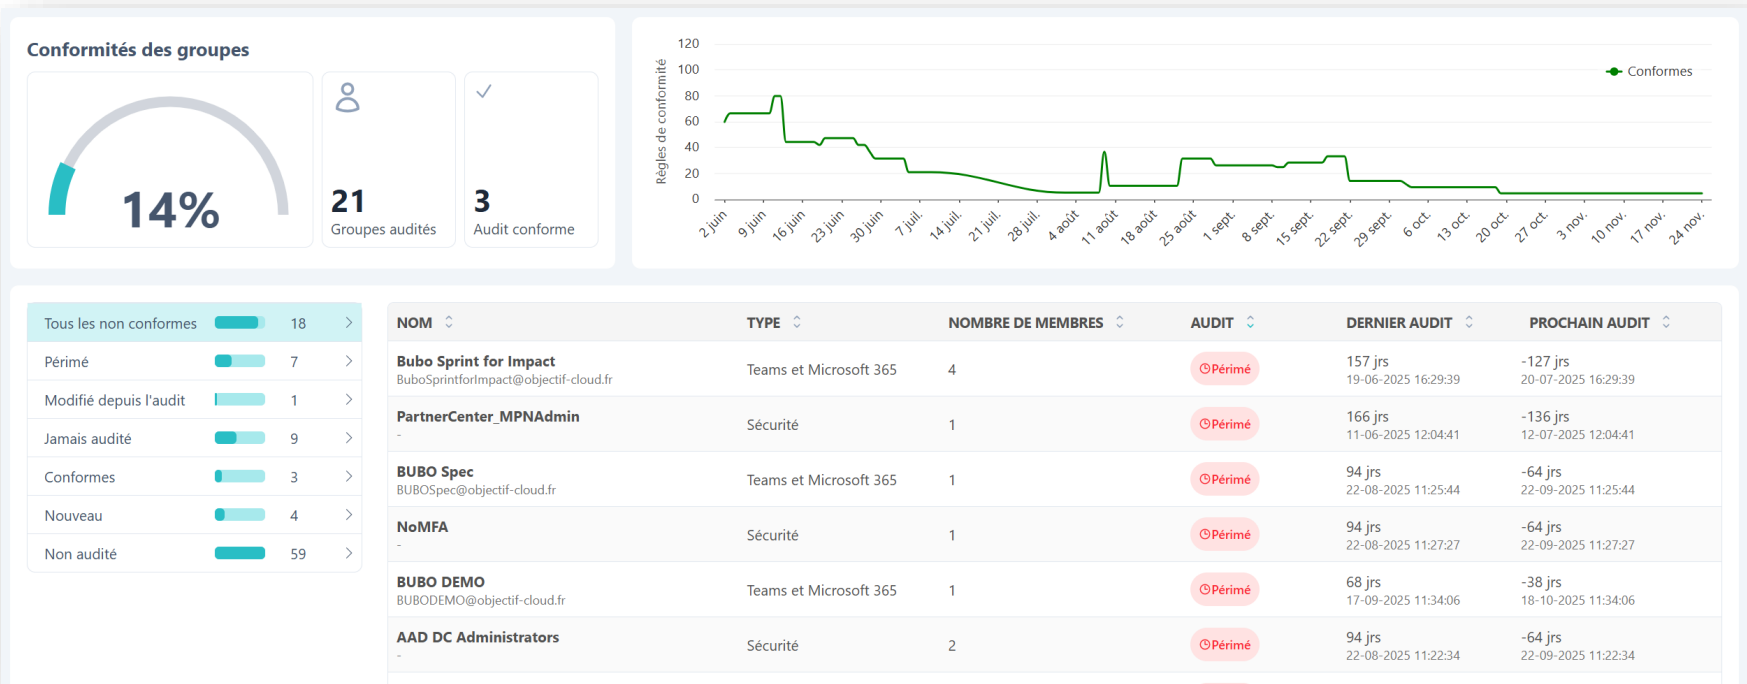 Conformités des groupes
14%
21
Groupes audités
3
Audit conforme
Règles de conformité
120
100
80
60
40
20
0
Conformes
2 juin
9 juin
16 juin
23 juin
30 juin
7 juil.
14 juil.
21 juil.
28 juil.
4 août
11 août
18 août
25 août
1 sept.
8 sept.
15 sept.
22 sept.
29 sept.
6 oct.
13 oct.
20 oct.
27 oct.
3 nov.
10 nov.
17 nov.
24 nov.
Tous les non conformes 18
Périmé 7
Modifié depuis l'audit 1
Jamais audité 9
Conformes 3
Nouveau 4
Non audité 59
NOM TYPE NOMBRE DE MEMBRES AUDIT DERNIER AUDIT PROCHAIN AUDIT
Bubo Sprint for Impact
BuboSprintforImpact@objectif-cloud.fr
Teams et Microsoft 365
4
Périmé
157 jrs
19-06-2025 16:29:39
-127 jrs
20-07-2025 16:29:39
PartnerCenter_MPNAdmin
-
Sécurité
1
Périmé
166 jrs
11-06-2025 12:04:41
-136 jrs
12-07-2025 12:04:41
BUBO Spec
BUBOSpec@objectif-cloud.fr
Teams et Microsoft 365
1
Périmé
94 jrs
22-08-2025 11:25:44
-64 jrs
22-09-2025 11:25:44
NoMFA
-
Sécurité
1
Périmé
94 jrs
22-08-2025 11:27:27
-64 jrs
22-09-2025 11:27:27
BUBO DEMO
BUBODEMO@objectif-cloud.fr
Teams et Microsoft 365
1
Périmé
68 jrs
17-09-2025 11:34:06
-38 jrs
18-10-2025 11:34:06
AAD DC Administrators
-
Sécurité
2
Périmé
94 jrs
22-08-2025 11:22:34
-64 jrs
22-09-2025 11:22:34